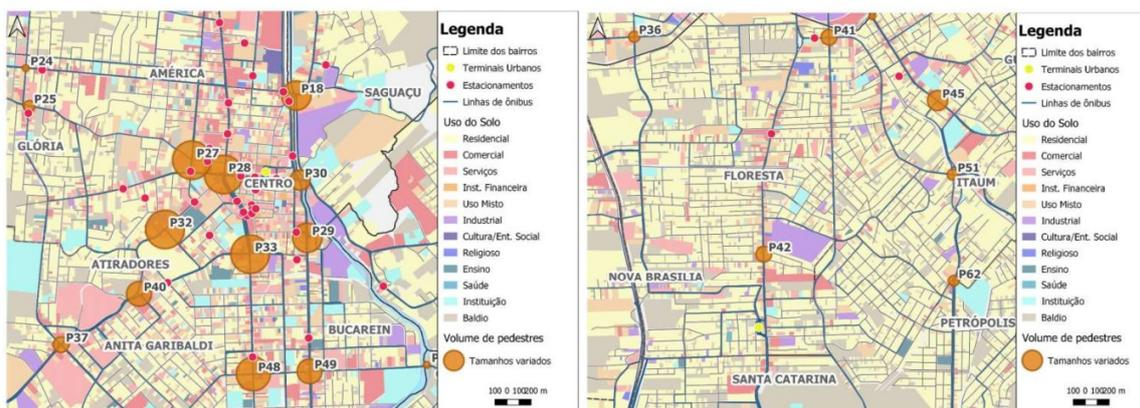 P24
AMÉRICA
P25
P18
SAGUAÇU
GLÓRIA
P27
P28
CENTRO
P30
P32
P33
P29
ATIRADORES
P40
P37
ANITA GARIBALDI
BUCAREIN
P48
P49
P
Legenda
Limite dos bairros
Terminais Urbanos
Estacionamentos
Linhas de ônibus
Uso do Solo
Residencial
Comercial
Serviços
Inst. Financeira
Uso Misto
Industrial
Cultura/Ent. Social
Religioso
Ensino
Saúde
Instituição
Baldio
Volume de pedestres
Tamanhos variados
100 0 100200 m
P36
P41
GU
P45
FLORESTA
P51
ITAUM
P42
NOVA BRASILIA
P62
PETRÓPOLIS
SANTA CATARINA
Legenda
Limite dos bairros
Terminais Urbanos
Estacionamentos
Linhas de ônibus
Uso do Solo
Residencial
Comercial
Serviços
Inst. Financeira
Uso Misto
Industrial
Cultura/Ent. Social
Religioso
Ensino
Saúde
Instituição
Baldio
Volume de pedestres
Tamanhos variados
100 0 100200 m